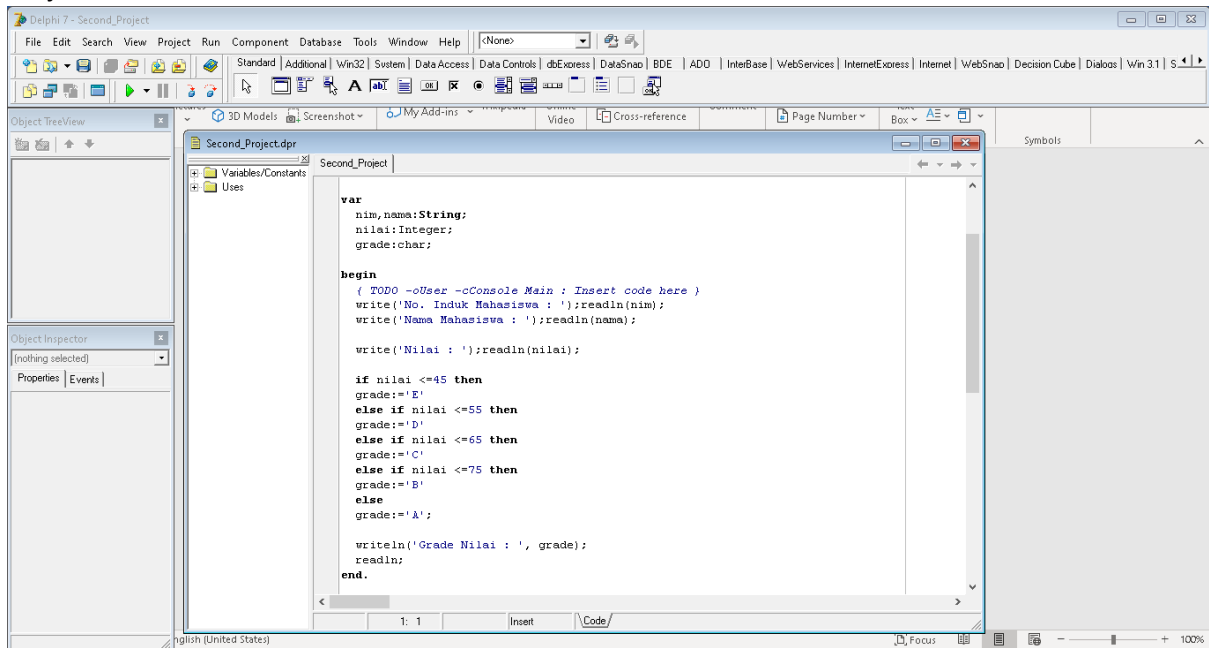 Delphi 7 - Second_Project
File Edit Search View Project Run Component Database Tools Window Help <None>
Standard Additional Win32 System Data Access Data Controls dbExpress DataSnap BDE ADO InterBase WebServices InternetExpress Internet WebSnap Decision Cube Dialogs Win 3.1 S
Object TreeView
3D Models Screenshot My Add-ins Video Cross-reference Page Number Box
Symbols
Second_Project.dpr
Variables/Constants
Uses
Second_Project
var
nim,nama:String;
nilai:Integer;
grade:char;
begin
{ TODO -oUser -cConsole Main : Insert code here }
write('No. Induk Mahasiswa : ');readln(nim);
write('Nama Mahasiswa : ');readln(nama);
write('Nilai : ');readln(nilai);
if nilai <=45 then
grade:='E'
else if nilai <=55 then
grade:='D'
else if nilai <=65 then
grade:='C'
else if nilai <=75 then
grade:='B'
else
grade:='A';
writeln('Grade Nilai : ', grade);
readln;
end.
Object Inspector
(nothing selected)
Properties Events
1: 1 Insert Code
nglish (United States) Focus 100%